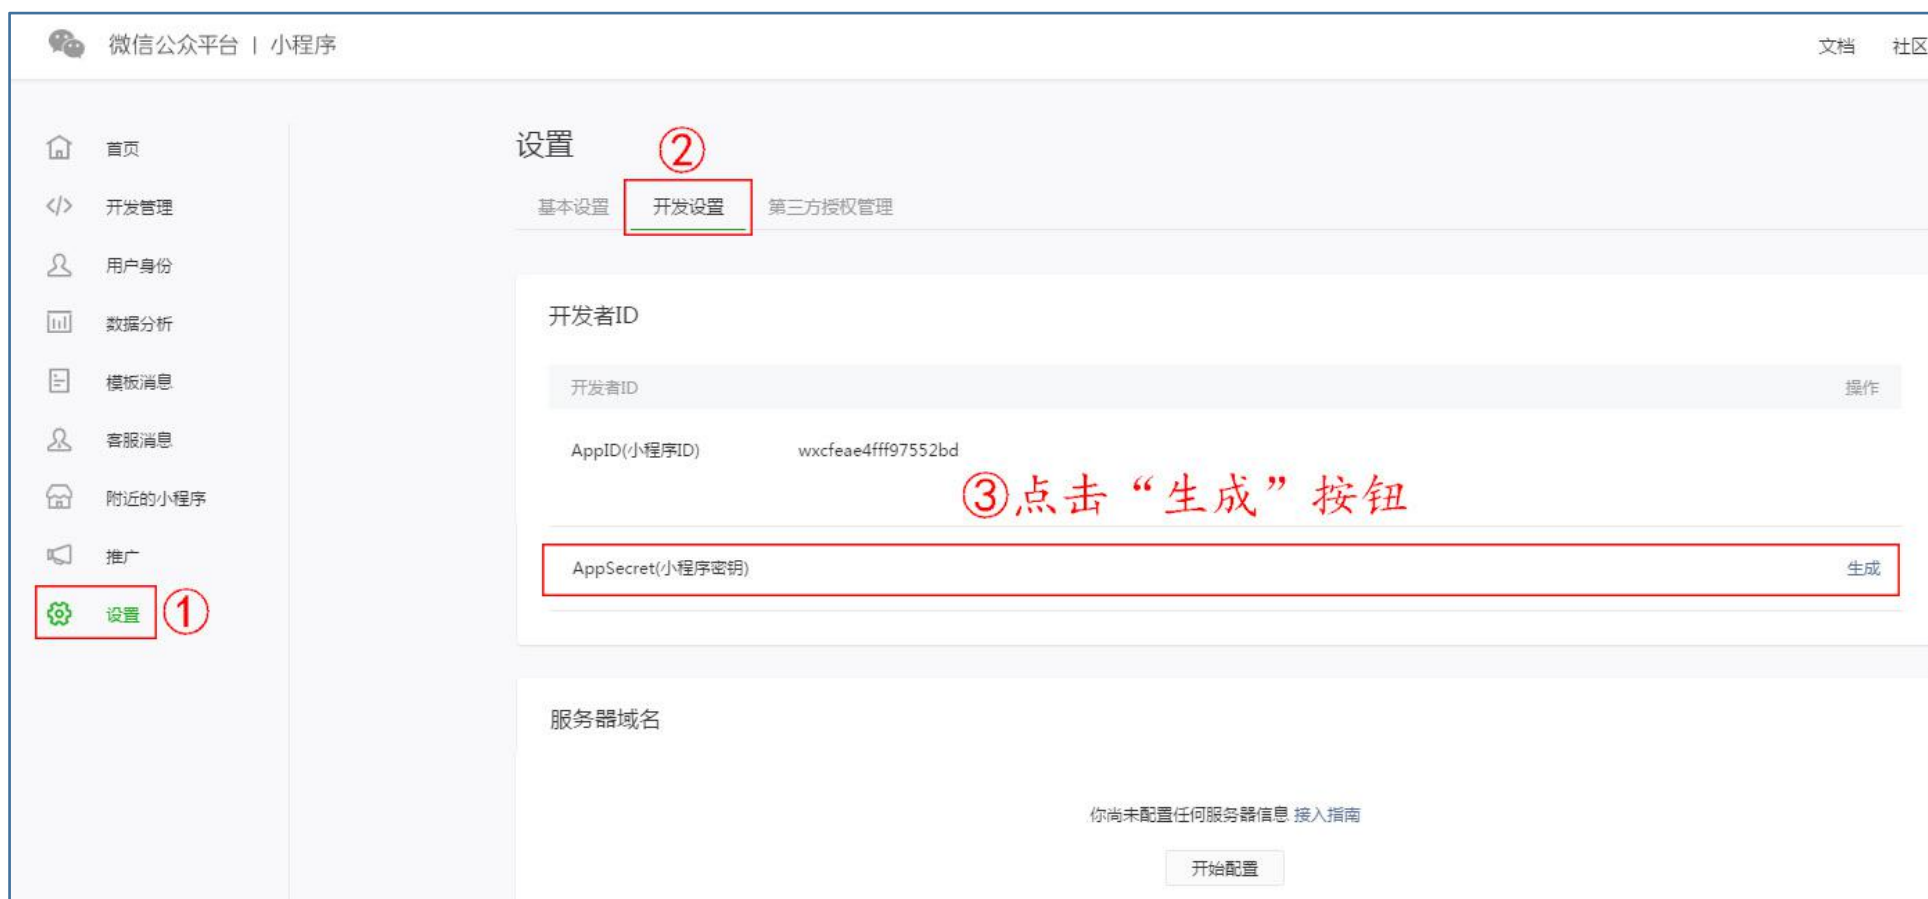 微信公众平台 | 小程序
文档 社区
首页
开发管理
用户身份
数据分析
模板消息
客服消息
附近的小程序
推广
设置 ①
设置 ②
基本设置 开发设置 第三方授权管理
开发者ID
开发者ID 操作
AppID(小程序ID) wxcfeae4fff97552bd
③点击“生成”按钮
AppSecret(小程序密钥) 生成
服务器域名
你尚未配置任何服务器信息 接入指南
开始配置